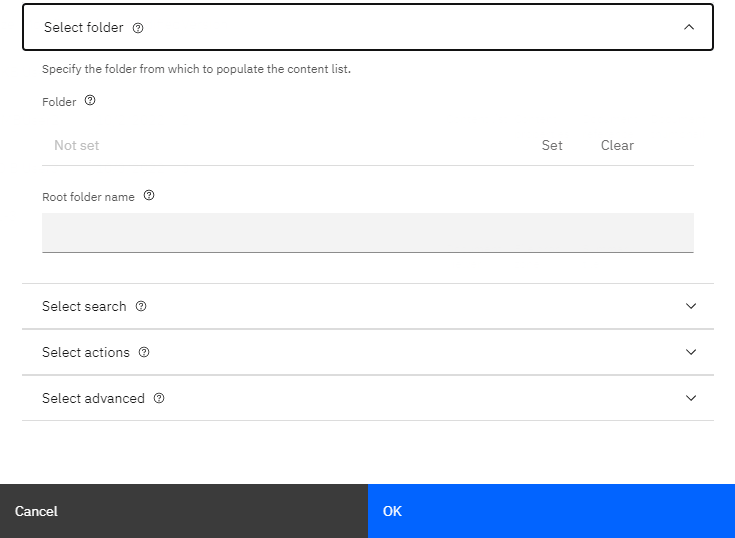 Select folder
Specify the folder from which to populate the content list.
Folder
Not set Set Clear
Root folder name
Select search
Select actions
Select advanced
Cancel OK